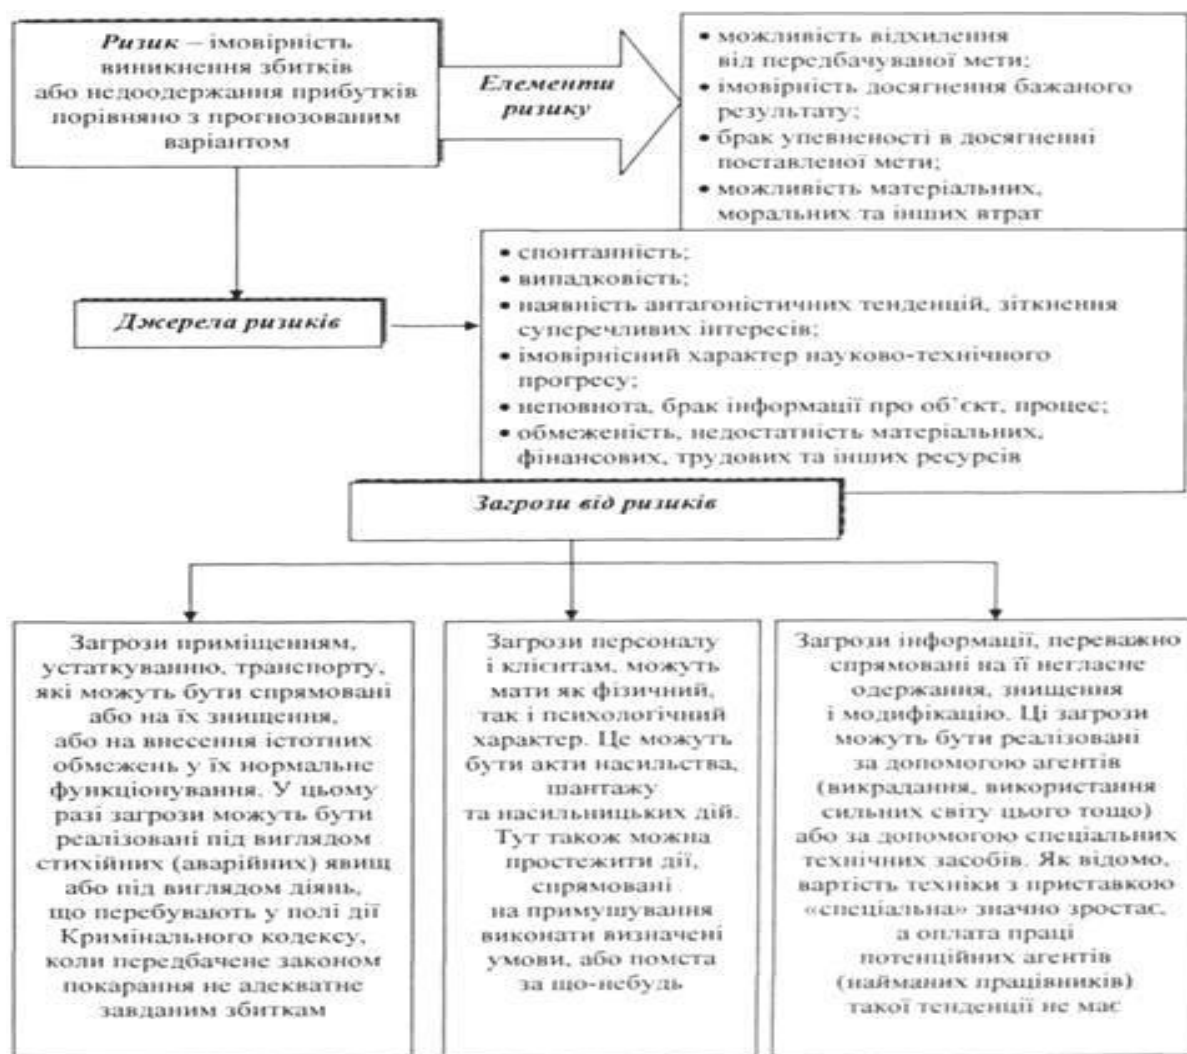 Ризик – імовірність
виникнення збитків
або недоодержання прибутків
порівняно з прогнозованим
варіантом
Елементи
ризику
• можливість відхилення
від передбачуваної мети;
• імовірність досягнення бажаного
результату;
• брак упевненості в досягненні
поставленої мети;
• можливість матеріальних,
моральних та інших втрат
Джерела ризиків
• спонтанність;
• випадковість;
• наявність антагоністичних тенденцій, зіткнення
суперечливих інтересів;
• імовірнісний характер науково-технічного
прогресу;
• неповнота, брак інформації про об’єкт, процес;
• обмеженість, недостатність матеріальних,
фінансових, трудових та інших ресурсів
Загрози від ризиків
Загрози приміщенням,
устаткуванню, транспорту,
які можуть бути спрямовані
або на їх знищення,
або на внесення істотних
обмежень у їх нормальне
функціонування. У цьому
разі загрози можуть бути
реалізовані під виглядом
стихійних (аварійних) явищ
або під виглядом діянь,
що перебувають у полі дії
Кримінального кодексу,
коли передбачене законом
покарання не адекватне
завданим збиткам
Загрози персоналу
і клієнтам, можуть
мати як фізичний,
так і психологічний
характер. Це можуть
бути акти насильства,
шантажу
та насильницьких дій.
Тут також можна
простежити дії,
спрямовані
на примушування
виконати визначені
умови, або помста
за що-небудь
Загрози інформації, переважно
спрямовані на її негласне
одержання, знищення
і модифікацію. Ці загрози
можуть бути реалізовані
за допомогою агентів
(викрадання, використання
сильних світу цього тощо)
або за допомогою спеціальних
технічних засобів. Як відомо,
вартість техніки з приставкою
«спеціальна» значно зростає,
а оплата праці
потенційних агентів
(найманих працівників)
такої тенденції не має